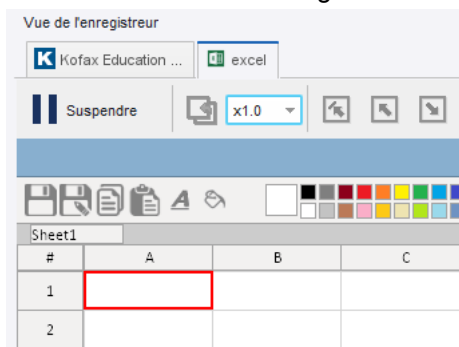 Vue de l'enregistreur
K Kofax Education ... excel
Suspendre x1.0
A
Sheet1
# A B C
1
2